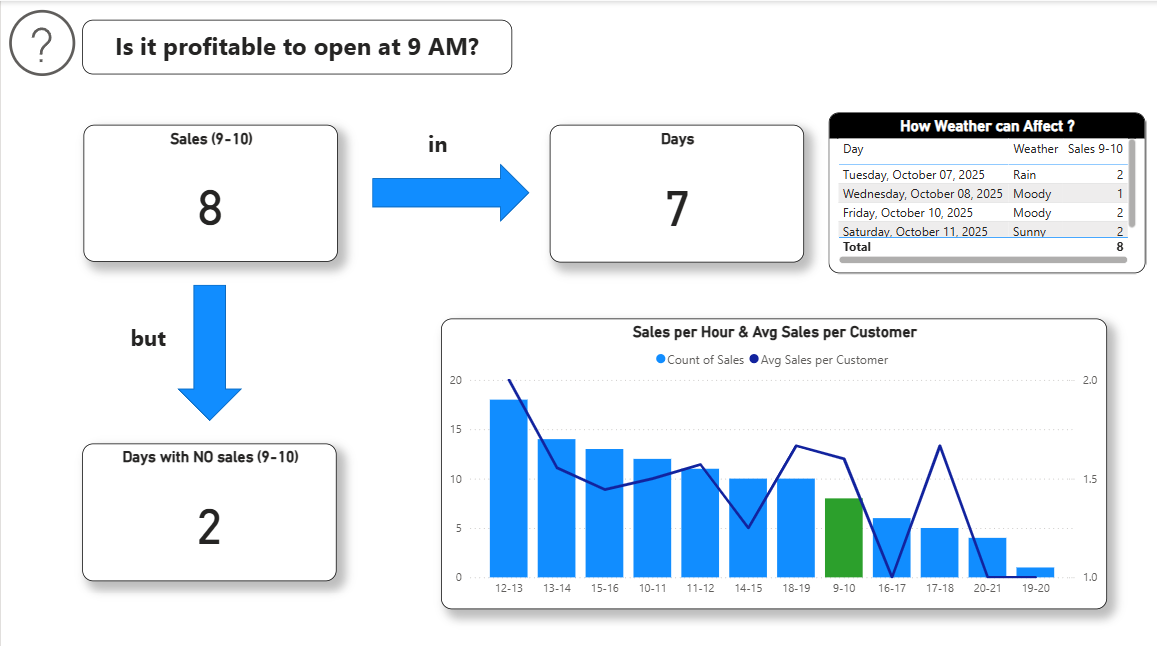 ?
Is it profitable to open at 9 AM?
Sales (9-10)
8
in
Days
7
How Weather can Affect ?
Day Weather Sales 9-10
Tuesday, October 07, 2025 Rain 2
Wednesday, October 08, 2025 Moody 1
Friday, October 10, 2025 Moody 2
Saturday, October 11, 2025 Sunny 2
Total 8
but
Days with NO sales (9-10)
2
Sales per Hour & Avg Sales per Customer
Count of Sales Avg Sales per Customer
20 2.0
15
10 1.5
5
0 1.0
12-13 13-14 15-16 10-11 11-12 14-15 18-19 9-10 16-17 17-18 20-21 19-20